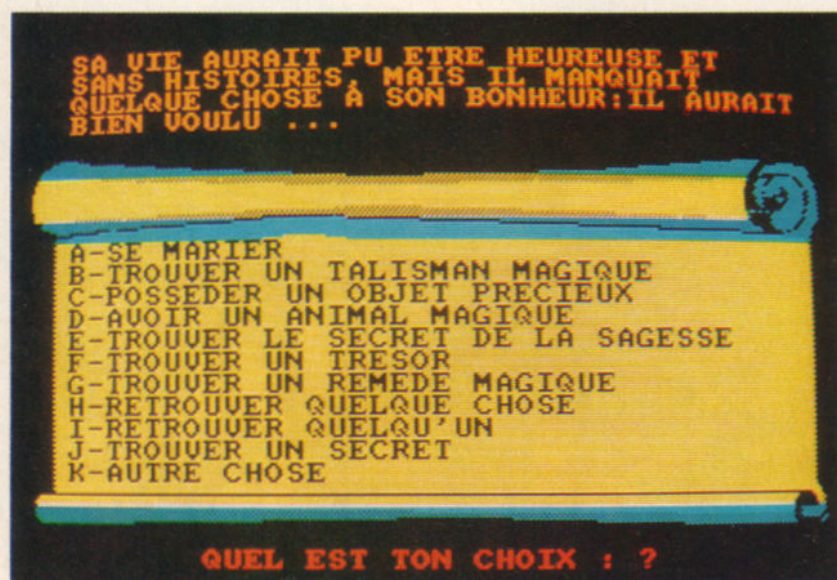 SA VIE AURAIT PU ETRE HEUREUSE ET
SANS HISTOIRES, MAIS IL MANQUAIT
QUELQUE CHOSE A SON BONHEUR:IL AURAIT
BIEN VOULU ...
A-SE MARIER
B-TROUVER UN TALISMAN MAGIQUE
C-POSSEDER UN OBJET PRECIEUX
D-AVOIR UN ANIMAL MAGIQUE
E-TROUVER LE SECRET DE LA SAGESSE
F-TROUVER UN TRESOR
G-TROUVER UN REMEDE MAGIQUE
H-RETROUVER QUELQUE CHOSE
I-RETROUVER QUELQU'UN
J-TROUVER UN SECRET
K-AUTRE CHOSE
QUEL EST TON CHOIX : ?